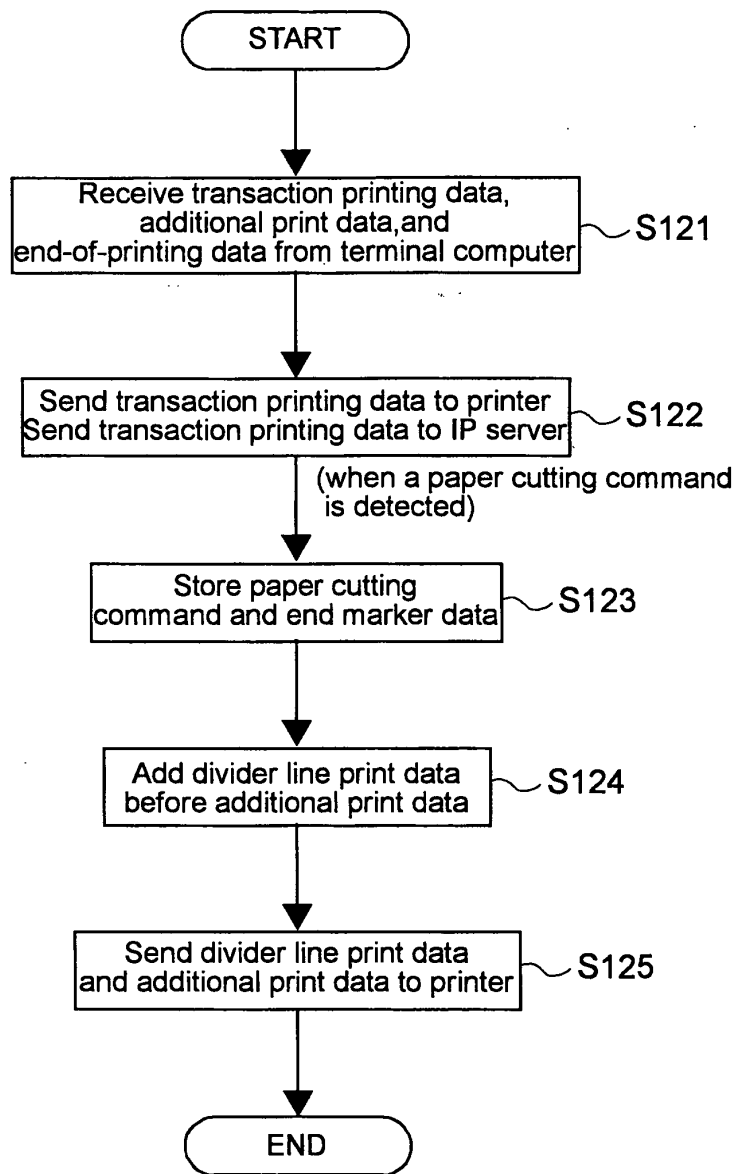 START
Receive transaction printing data,
additional print data,and
end-of-printing data from terminal computer
S121
Send transaction printing data to printer
Send transaction printing data to IP server
S122
(when a paper cutting command
is detected)
Store paper cutting
command and end marker data
S123
Add divider line print data
before additional print data
S124
Send divider line print data
and additional print data to printer
S125
END